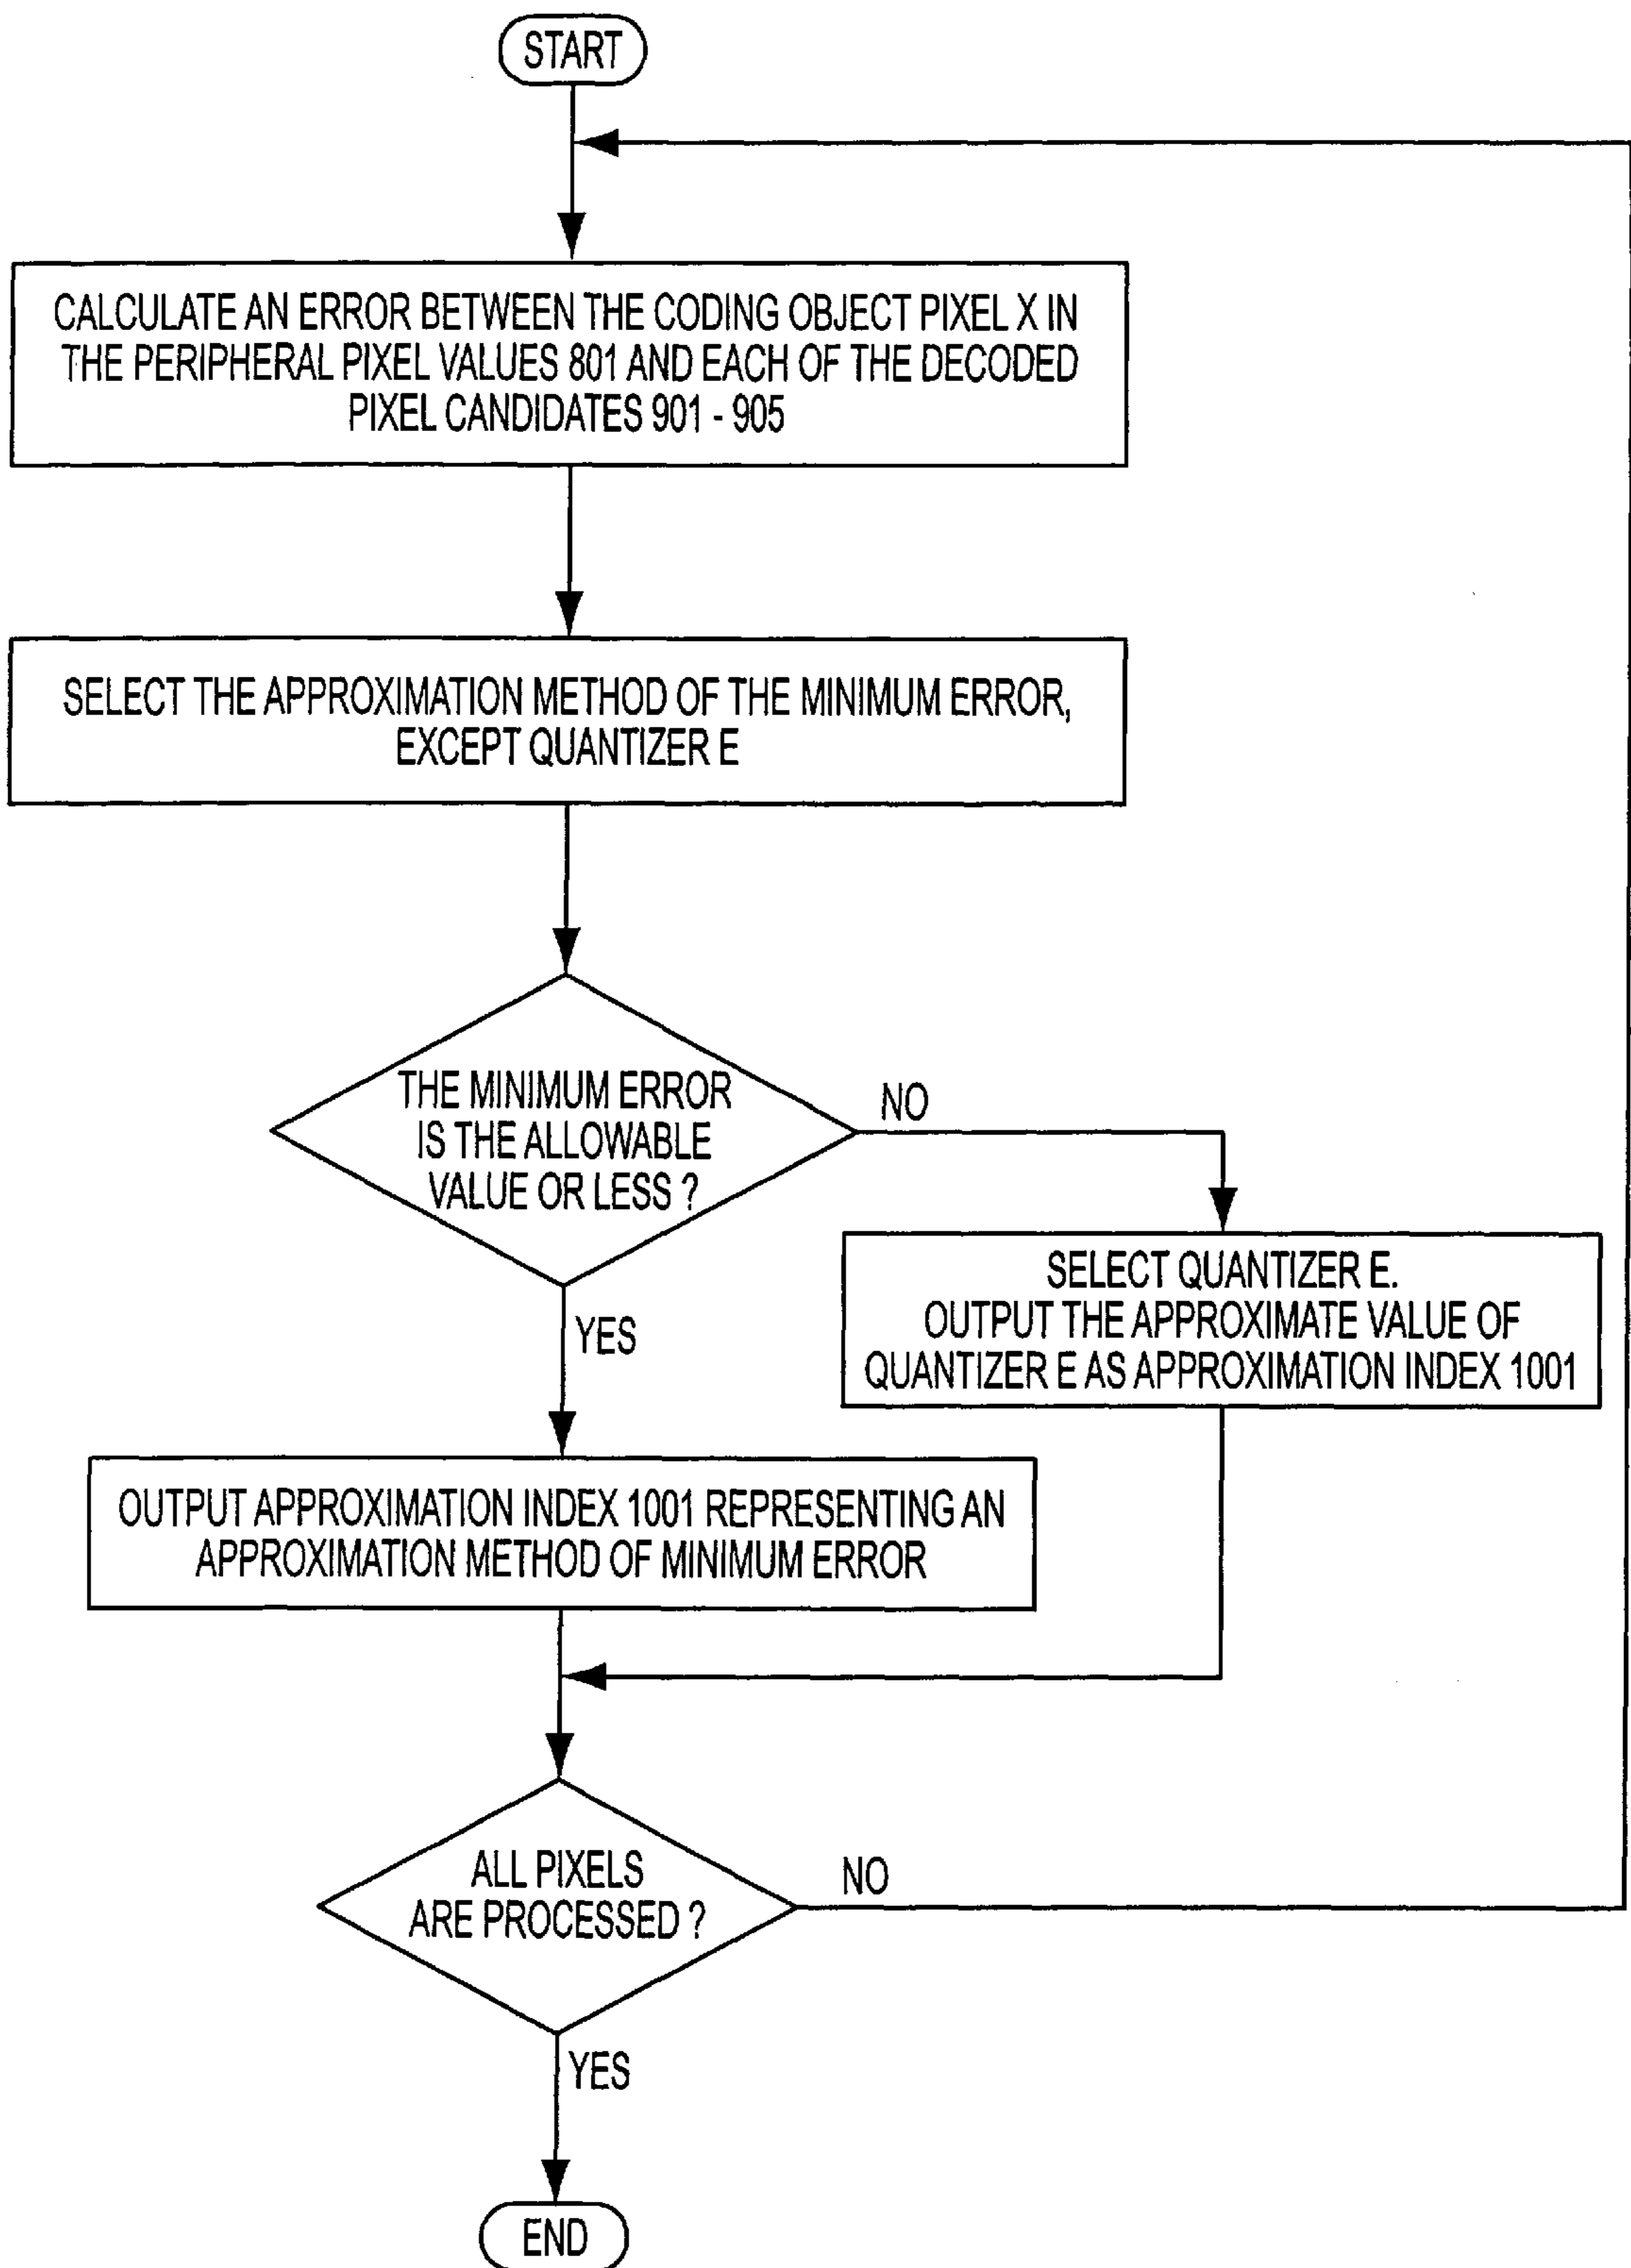 START
CALCULATE AN ERROR BETWEEN THE CODING OBJECT PIXEL X IN
THE PERIPHERAL PIXEL VALUES 801 AND EACH OF THE DECODED
PIXEL CANDIDATES 901 - 905
SELECT THE APPROXIMATION METHOD OF THE MINIMUM ERROR,
EXCEPT QUANTIZER E
THE MINIMUM ERROR
IS THE ALLOWABLE
VALUE OR LESS ?
NO
SELECT QUANTIZER E.
OUTPUT THE APPROXIMATE VALUE OF
QUANTIZER E AS APPROXIMATION INDEX 1001
YES
OUTPUT APPROXIMATION INDEX 1001 REPRESENTING AN
APPROXIMATION METHOD OF MINIMUM ERROR
ALL PIXELS
ARE PROCESSED ?
NO
YES
END